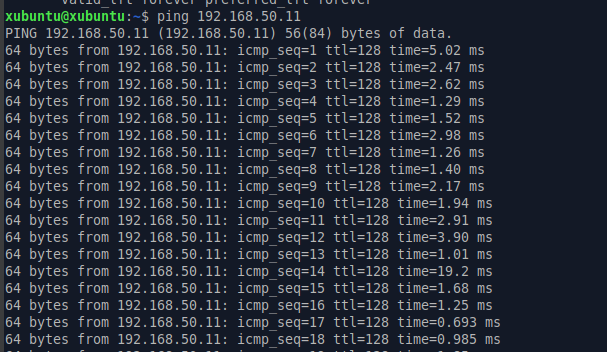 valid_lft forever preferred_lft forever
xubuntu@xubuntu:~$ ping 192.168.50.11
PING 192.168.50.11 (192.168.50.11) 56(84) bytes of data.
64 bytes from 192.168.50.11: icmp_seq=1 ttl=128 time=5.02 ms
64 bytes from 192.168.50.11: icmp_seq=2 ttl=128 time=2.47 ms
64 bytes from 192.168.50.11: icmp_seq=3 ttl=128 time=2.62 ms
64 bytes from 192.168.50.11: icmp_seq=4 ttl=128 time=1.29 ms
64 bytes from 192.168.50.11: icmp_seq=5 ttl=128 time=1.52 ms
64 bytes from 192.168.50.11: icmp_seq=6 ttl=128 time=2.98 ms
64 bytes from 192.168.50.11: icmp_seq=7 ttl=128 time=1.26 ms
64 bytes from 192.168.50.11: icmp_seq=8 ttl=128 time=1.40 ms
64 bytes from 192.168.50.11: icmp_seq=9 ttl=128 time=2.17 ms
64 bytes from 192.168.50.11: icmp_seq=10 ttl=128 time=1.94 ms
64 bytes from 192.168.50.11: icmp_seq=11 ttl=128 time=2.91 ms
64 bytes from 192.168.50.11: icmp_seq=12 ttl=128 time=3.90 ms
64 bytes from 192.168.50.11: icmp_seq=13 ttl=128 time=1.01 ms
64 bytes from 192.168.50.11: icmp_seq=14 ttl=128 time=19.2 ms
64 bytes from 192.168.50.11: icmp_seq=15 ttl=128 time=1.68 ms
64 bytes from 192.168.50.11: icmp_seq=16 ttl=128 time=1.25 ms
64 bytes from 192.168.50.11: icmp_seq=17 ttl=128 time=0.693 ms
64 bytes from 192.168.50.11: icmp_seq=18 ttl=128 time=0.985 ms